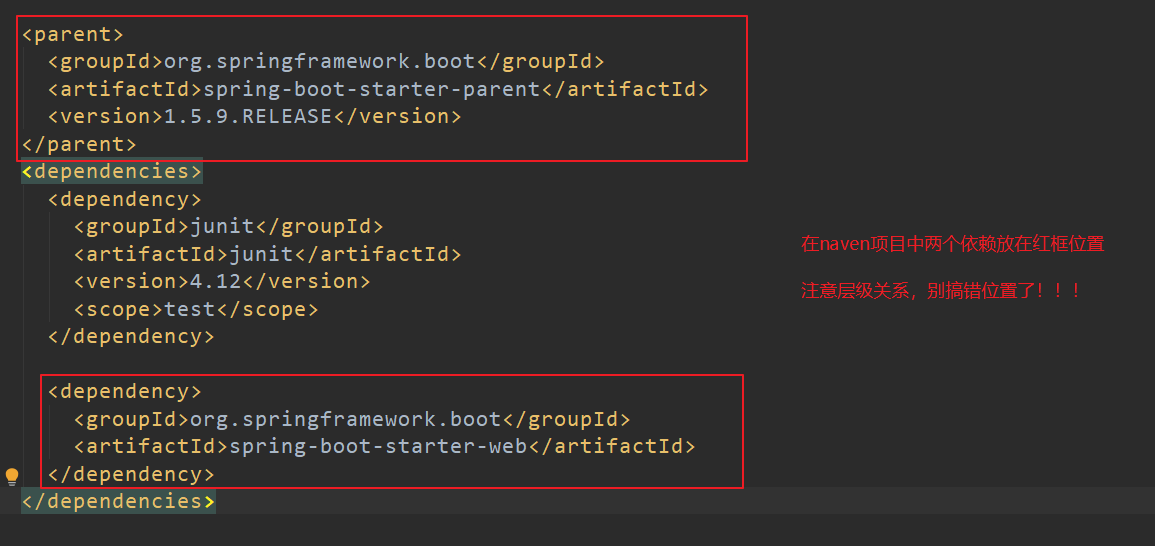 <parent>
<groupId>org.springframework.boot</groupId>
<artifactId>spring-boot-starter-parent</artifactId>
<version>1.5.9.RELEASE</version>
</parent>
<dependencies>
<dependency>
<groupId>junit</groupId>
<artifactId>junit</artifactId>
<version>4.12</version>
<scope>test</scope>
</dependency>
<dependency>
<groupId>org.springframework.boot</groupId>
<artifactId>spring-boot-starter-web</artifactId>
</dependency>
</dependencies>
在naven项目中两个依赖放在红框位置
注意层级关系，别搞错位置了！！！